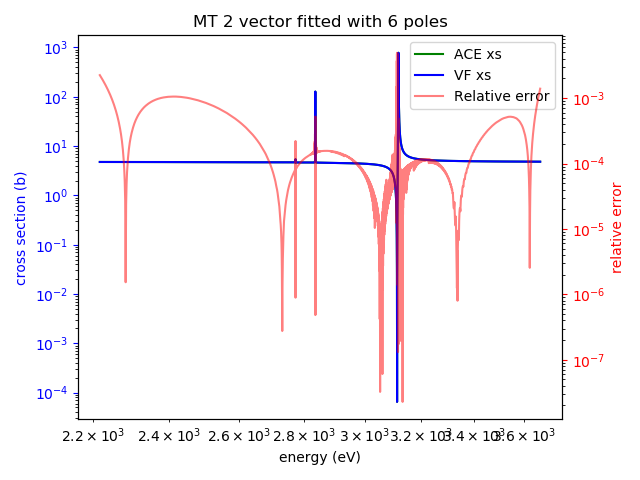 MT 2 vector fitted with 6 poles
ACE xs
VF xs
Relative error
cross section (b)
10^3
10^2
10^1
10^0
10^-1
10^-2
10^-3
10^-4
relative error
10^-3
10^-4
10^-5
10^-6
10^-7
2.2 × 10^3
2.4 × 10^3
2.6 × 10^3
2.8 × 10^3
3 × 10^3
3.2 × 10^3
3.4 × 10^3
3.6 × 10^3
energy (eV)